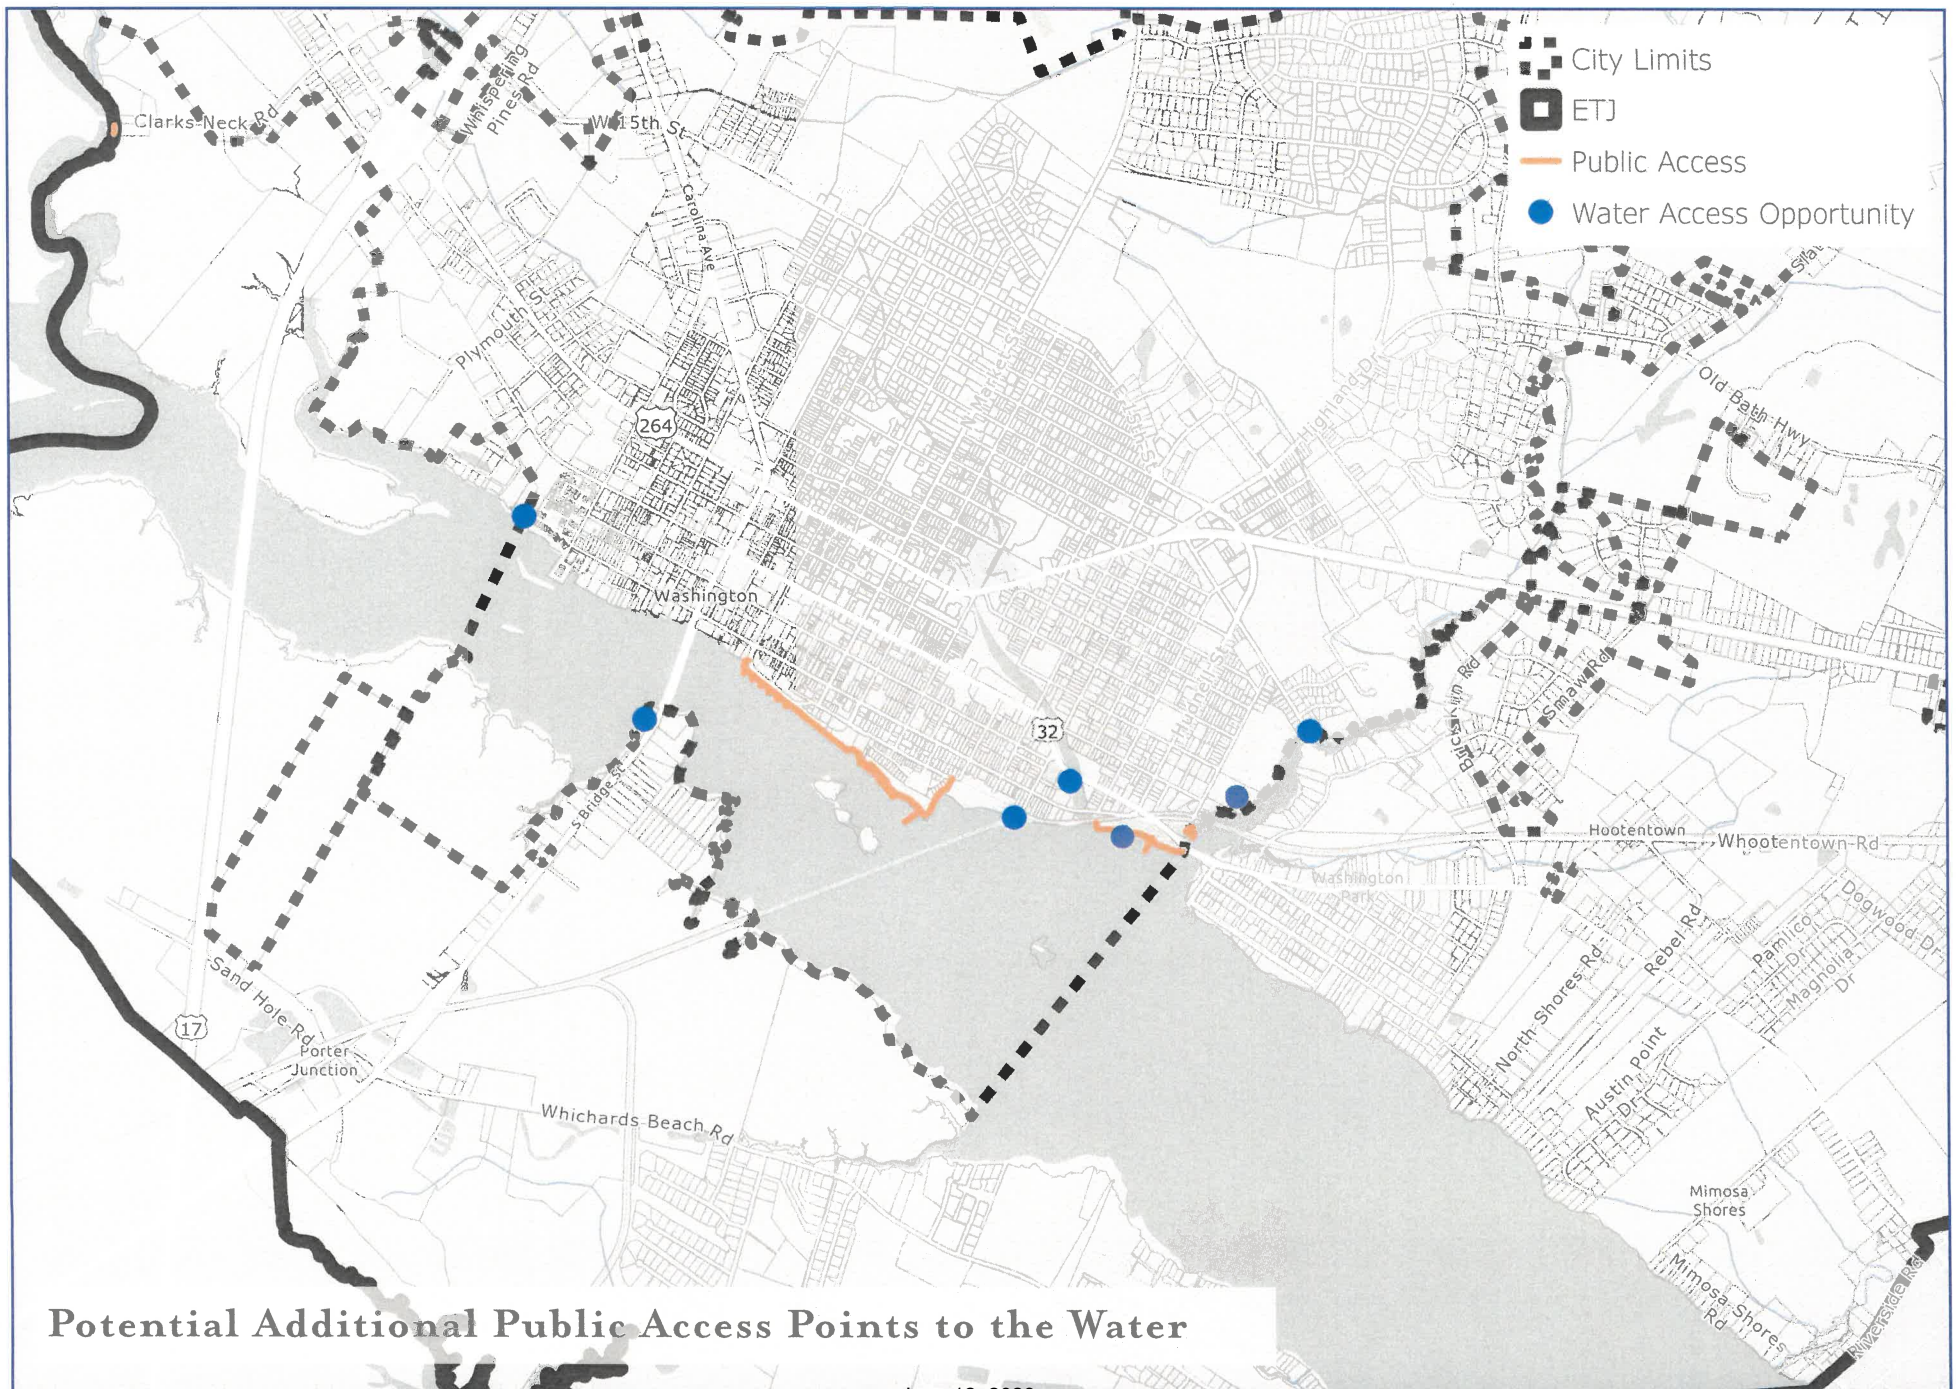 City Limits
ETJ
Public Access
Water Access Opportunity
Clarks Neck Rd
Whispering
Pines Rd
W 15th St
Carolina Ave
Plymouth St
264
Highland Dr
Old Bath Hwy
Washington
32
Brick Kiln Rd
Smaw Rd
S Bridge St
Hootentown
Whootentown Rd
Washington
Park
Dogwood Dr
Pamlico
Dr
Magnolia
Dr
Rebel Rd
North Shores Rd
Austin Point
Dr
Sand Hole Rd
17
Porter
Junction
Whichards Beach Rd
Mimosa
Shores
Mimosa Shores
Rd
Riverside Rd
Potential Additional Public Access Points to the Water